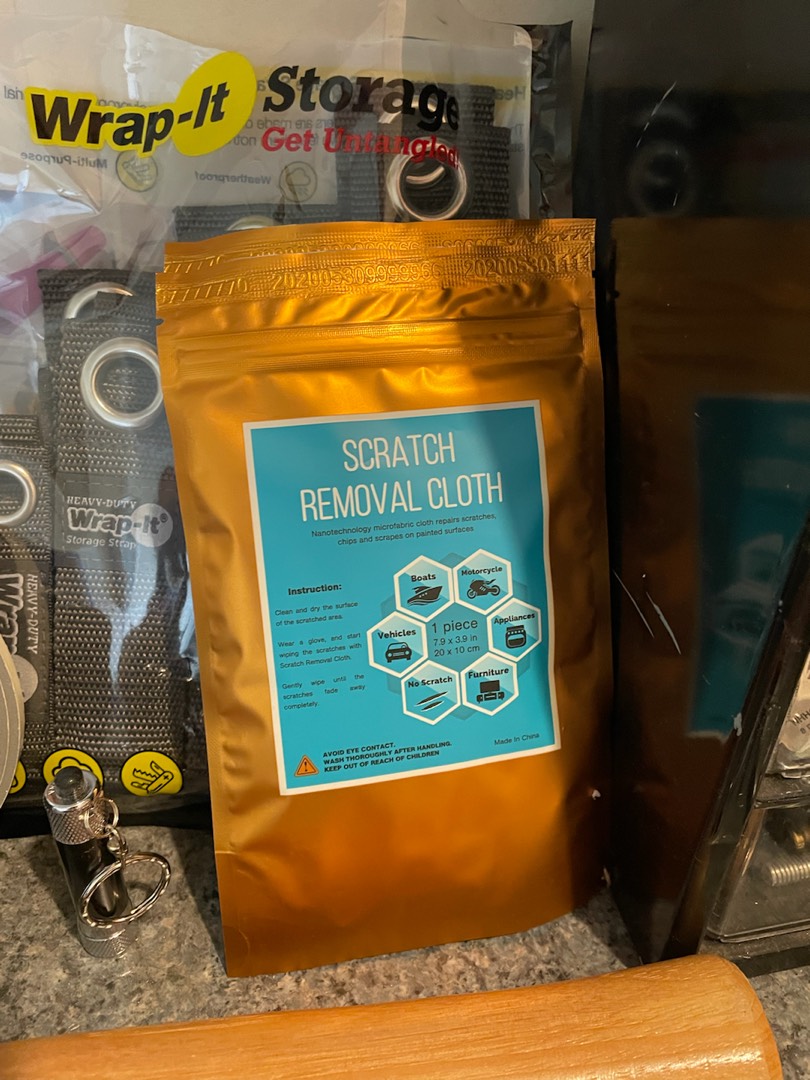 Wrap-It Storage
Get Untangled!
Multi-Purpose
Weatherproof
20200530999966 20200530111
SCRATCH
REMOVAL CLOTH
Nanotechnology microfabric cloth repairs scratches,
chips and scrapes on painted surfaces
Instruction:
Clean and dry the surface
of the scratched area.
Wear a glove, and start
wiping the scratches with
Scratch Removal Cloth.
Gently wipe until the
scratches fade away
completely.
Boats
Motorcycle
Vehicles
1 piece
7.9 x 3.9 in
20 x 10 cm
Appliances
No Scratch
Furniture
AVOID EYE CONTACT.
WASH THOROUGHLY AFTER HANDLING.
KEEP OUT OF REACH OF CHILDREN
Made In China
HEAVY-DUTY
Wrap-It®
Storage Strap
HEAVY-DUTY